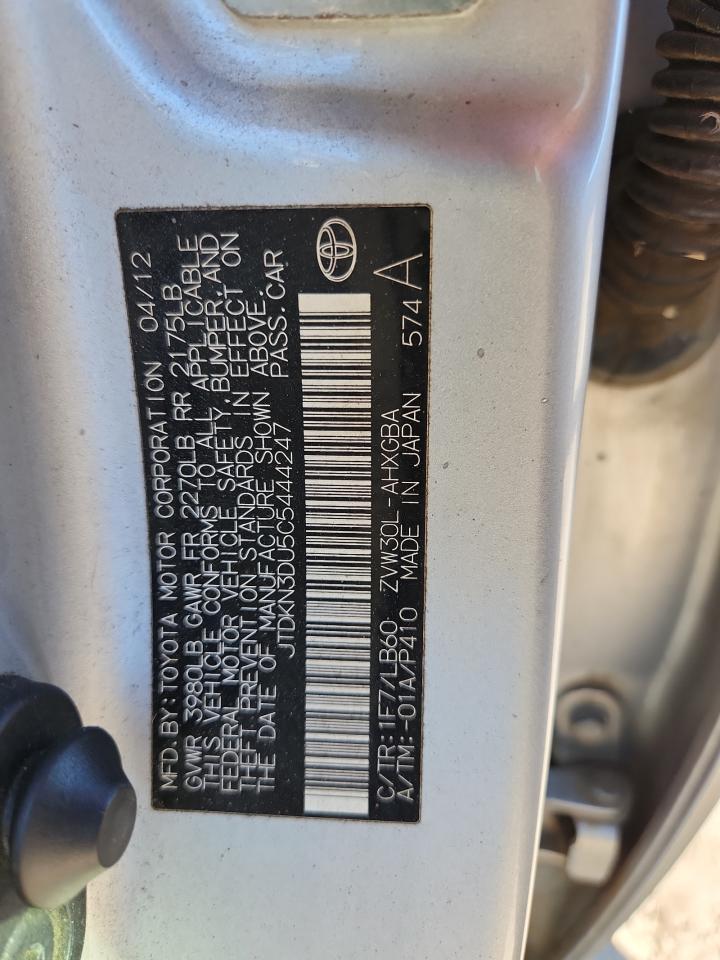 MFD. BY: TOYOTA MOTOR CORPORATION 04/12
GVWR 3980LB GAWR FR 2270LB RR 2175LB
THIS VEHICLE CONFORMS TO ALL APPLICABLE
FEDERAL MOTOR VEHICLE SAFETY, BUMPER, AND
THEFT PREVENTION STANDARDS IN EFFECT ON
THE DATE OF MANUFACTURE SHOWN ABOVE.
JTDKN3DU5C5444247 PASS. CAR
C/TR: 1F7/LB60 ZVW30L-AHXGBA
A/TM: -01A/P410 MADE IN JAPAN 574 A